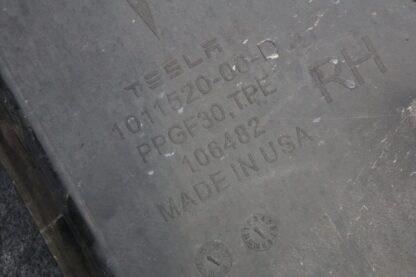 TESLA
1011520-00-D
RH
PPGF30,TPE
106482
MADE IN USA